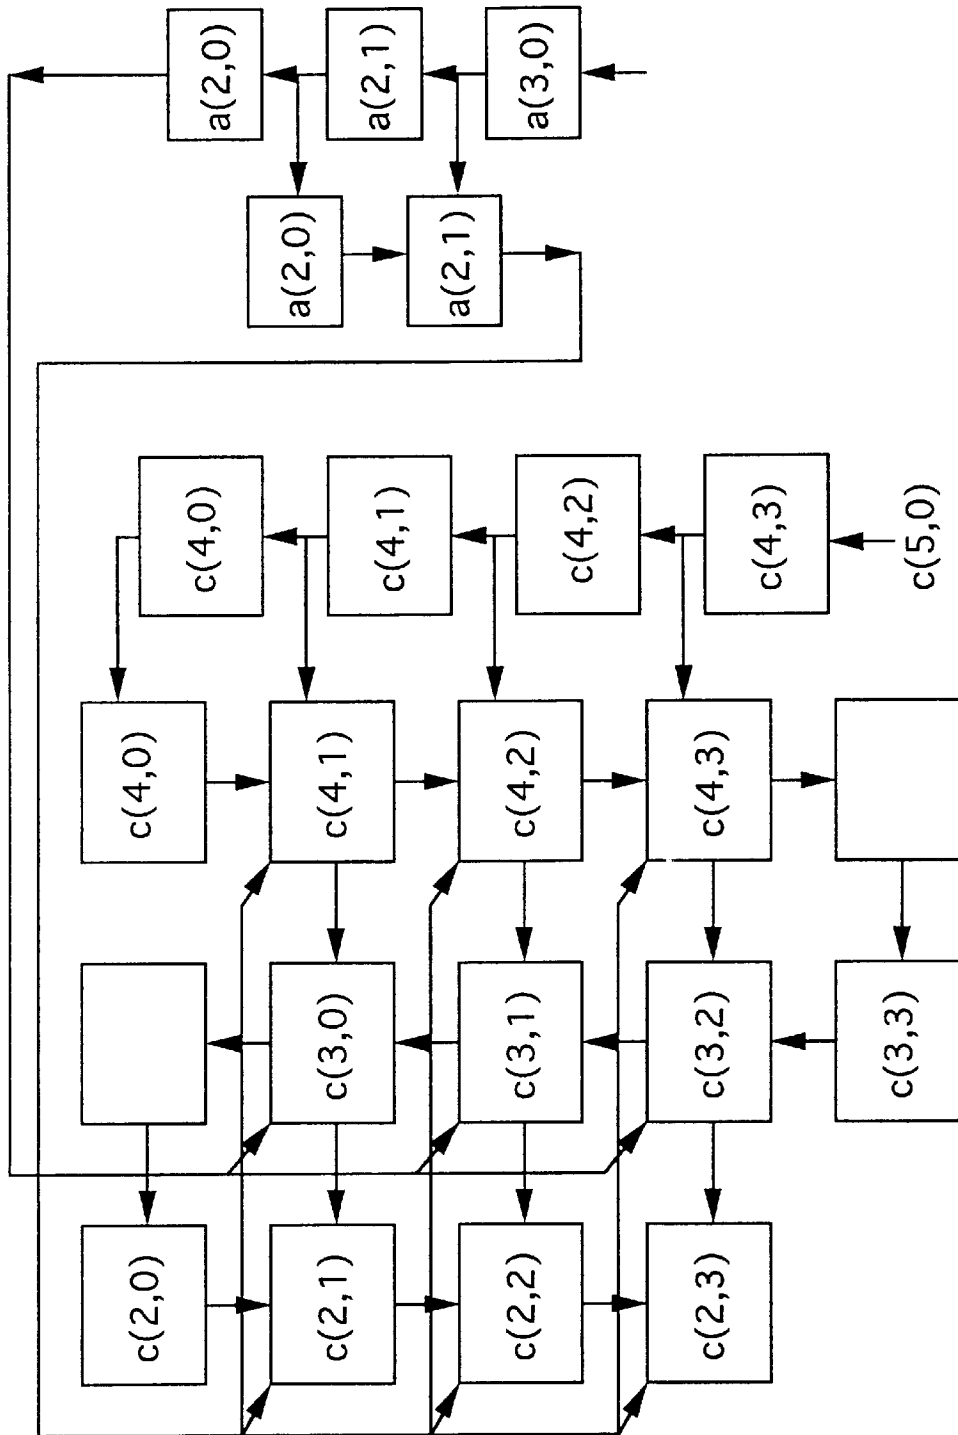 c(2,3)
c(2,2)
c(2,1)
c(2,0)
c(3,3)
c(3,2)
c(3,1)
c(3,0)
c(4,3)
c(4,2)
c(4,1)
c(4,0)
c(5,0)
c(4,3)
c(4,2)
c(4,1)
c(4,0)
a(2,1)
a(2,0)
a(3,0)
a(2,1)
a(2,0)